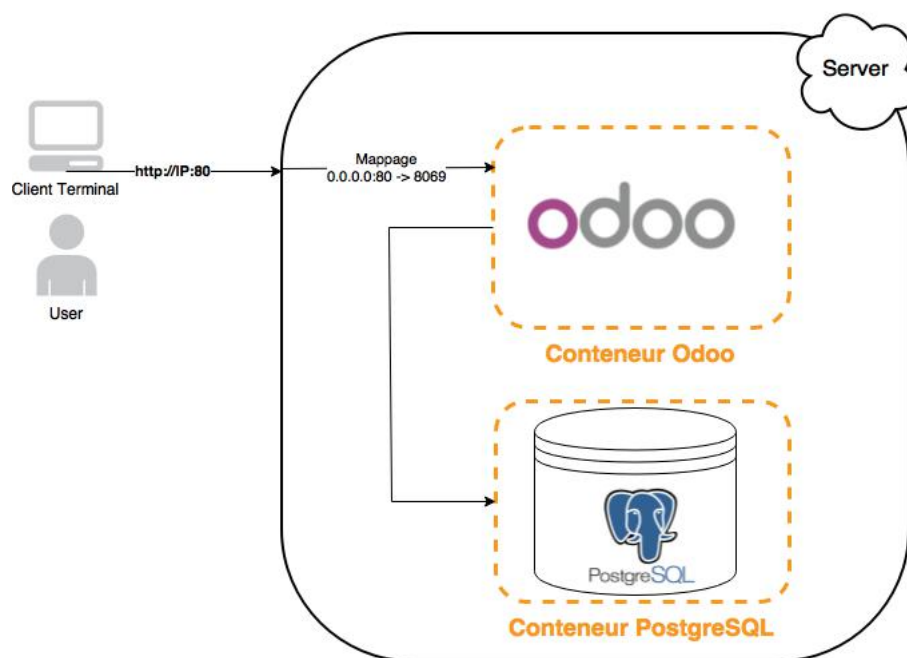 Server
http://IP:80
Mappage
0.0.0.0:80 -> 8069
Client Terminal
odoo
User
Conteneur Odoo
PostgreSQL
Conteneur PostgreSQL